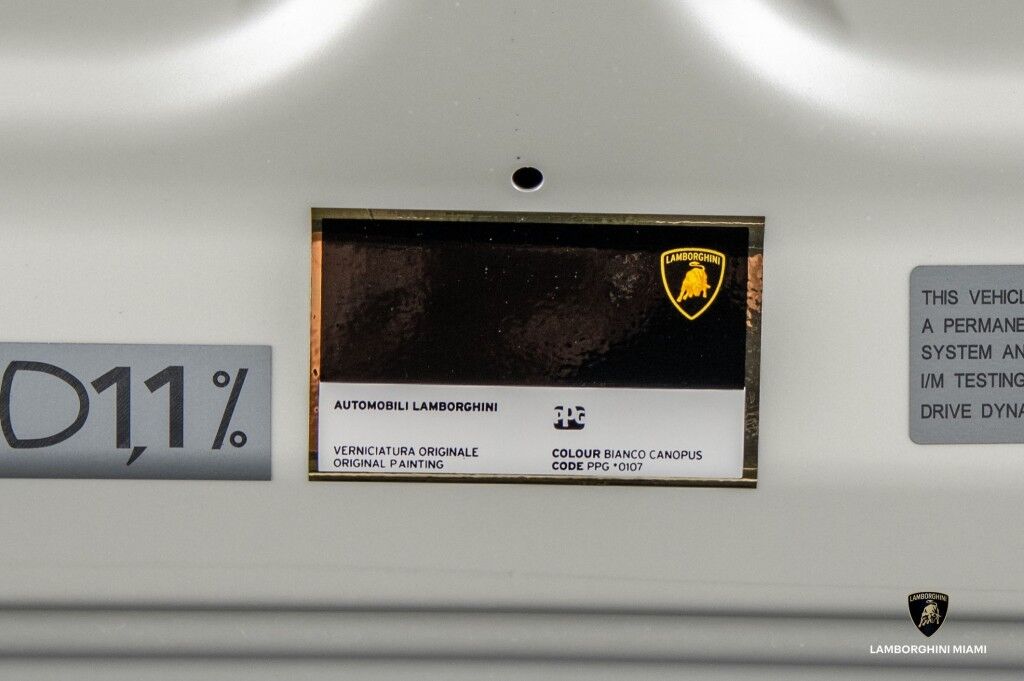 LAMBORGHINI
THIS VEHICL
A PERMANE
SYSTEM AN
I/M TESTING
DRIVE DYNA
1,1 %
AUTOMOBILI LAMBORGHINI
PPG
VERNICIATURA ORIGINALE
ORIGINAL PAINTING
COLOUR BIANCO CANOPUS
CODE PPG *0107
LAMBORGHINI
LAMBORGHINI MIAMI